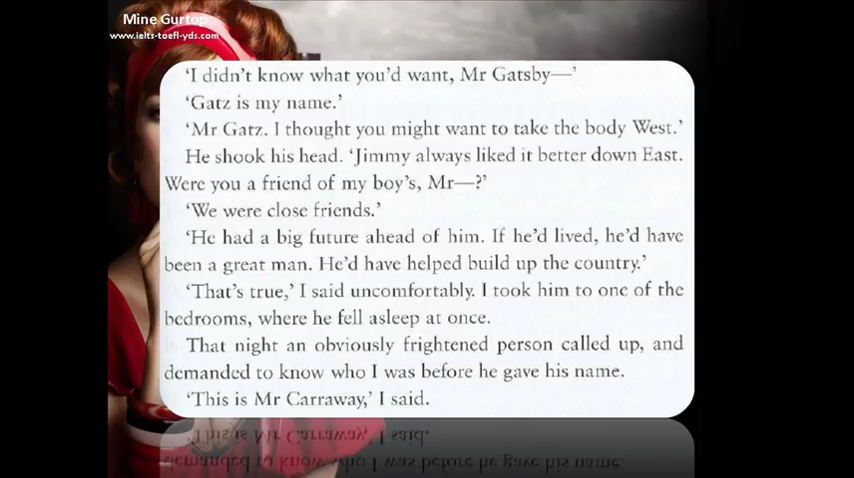 Mine Gurtop
www.ielts-toefl-yds.com
‘I didn’t know what you’d want, Mr Gatsby—’
‘Gatz is my name.’
‘Mr Gatz. I thought you might want to take the body West.’
He shook his head. ‘Jimmy always liked it better down East.
Were you a friend of my boy’s, Mr—?’
‘We were close friends.’
‘He had a big future ahead of him. If he’d lived, he’d have
been a great man. He’d have helped build up the country.’
‘That’s true,’ I said uncomfortably. I took him to one of the
bedrooms, where he fell asleep at once.
That night an obviously frightened person called up, and
demanded to know who I was before he gave his name.
‘This is Mr Carraway,’ I said.